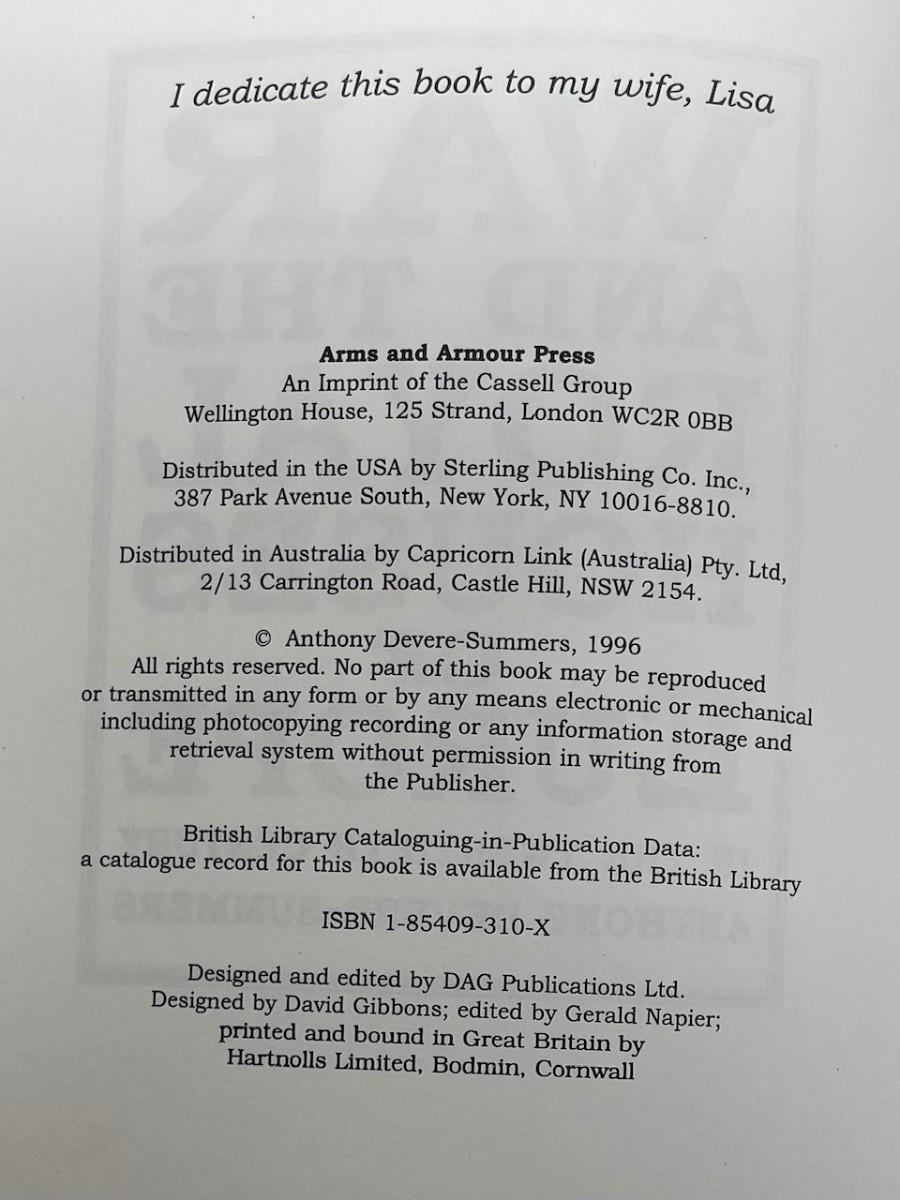 I dedicate this book to my wife, Lisa
Arms and Armour Press
An Imprint of the Cassell Group
Wellington House, 125 Strand, London WC2R 0BB
Distributed in the USA by Sterling Publishing Co. Inc.,
387 Park Avenue South, New York, NY 10016-8810.
Distributed in Australia by Capricorn Link (Australia) Pty. Ltd,
2/13 Carrington Road, Castle Hill, NSW 2154.
© Anthony Devere-Summers, 1996
All rights reserved. No part of this book may be reproduced
or transmitted in any form or by any means electronic or mechanical
including photocopying recording or any information storage and
retrieval system without permission in writing from
the Publisher.
British Library Cataloguing-in-Publication Data:
a catalogue record for this book is available from the British Library
ISBN 1-85409-310-X
Designed and edited by DAG Publications Ltd.
Designed by David Gibbons; edited by Gerald Napier;
printed and bound in Great Britain by
Hartnolls Limited, Bodmin, Cornwall